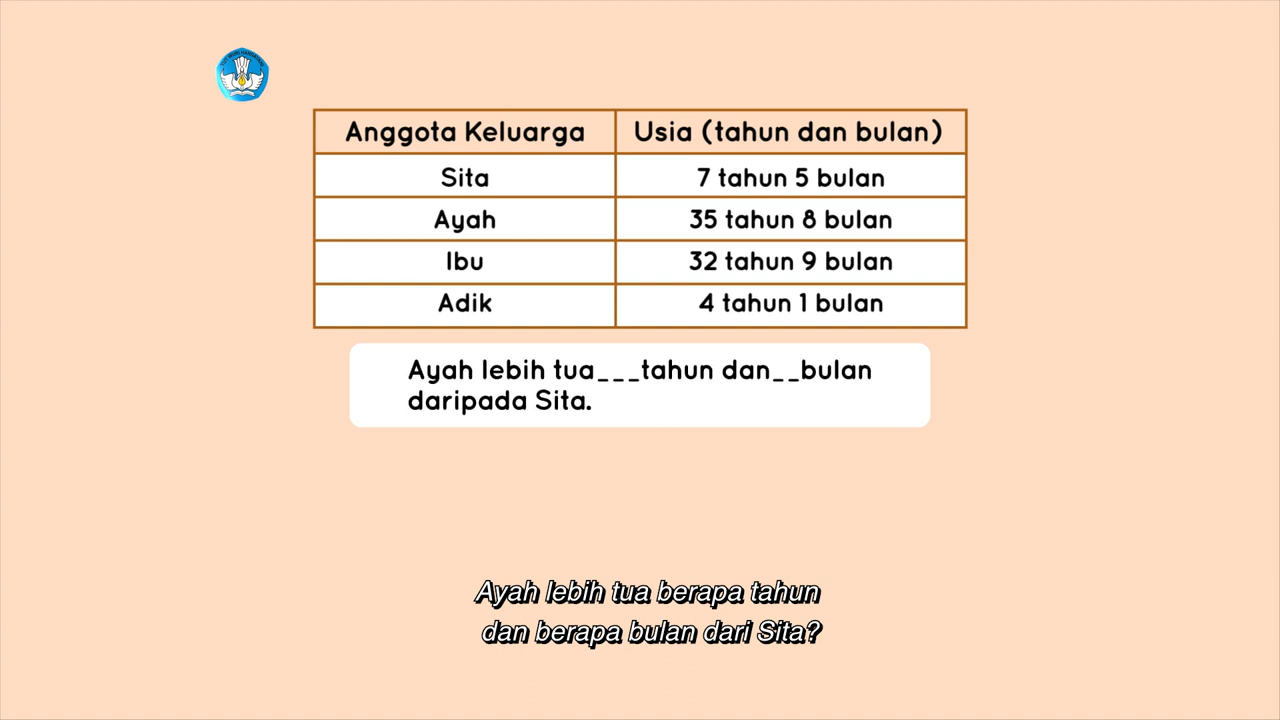 Anggota Keluarga Usia (tahun dan bulan)
Sita 7 tahun 5 bulan
Ayah 35 tahun 8 bulan
Ibu 32 tahun 9 bulan
Adik 4 tahun 1 bulan
Ayah lebih tua___tahun dan__bulan
daripada Sita.
Ayah lebih tua berapa tahun
dan berapa bulan dari Sita?